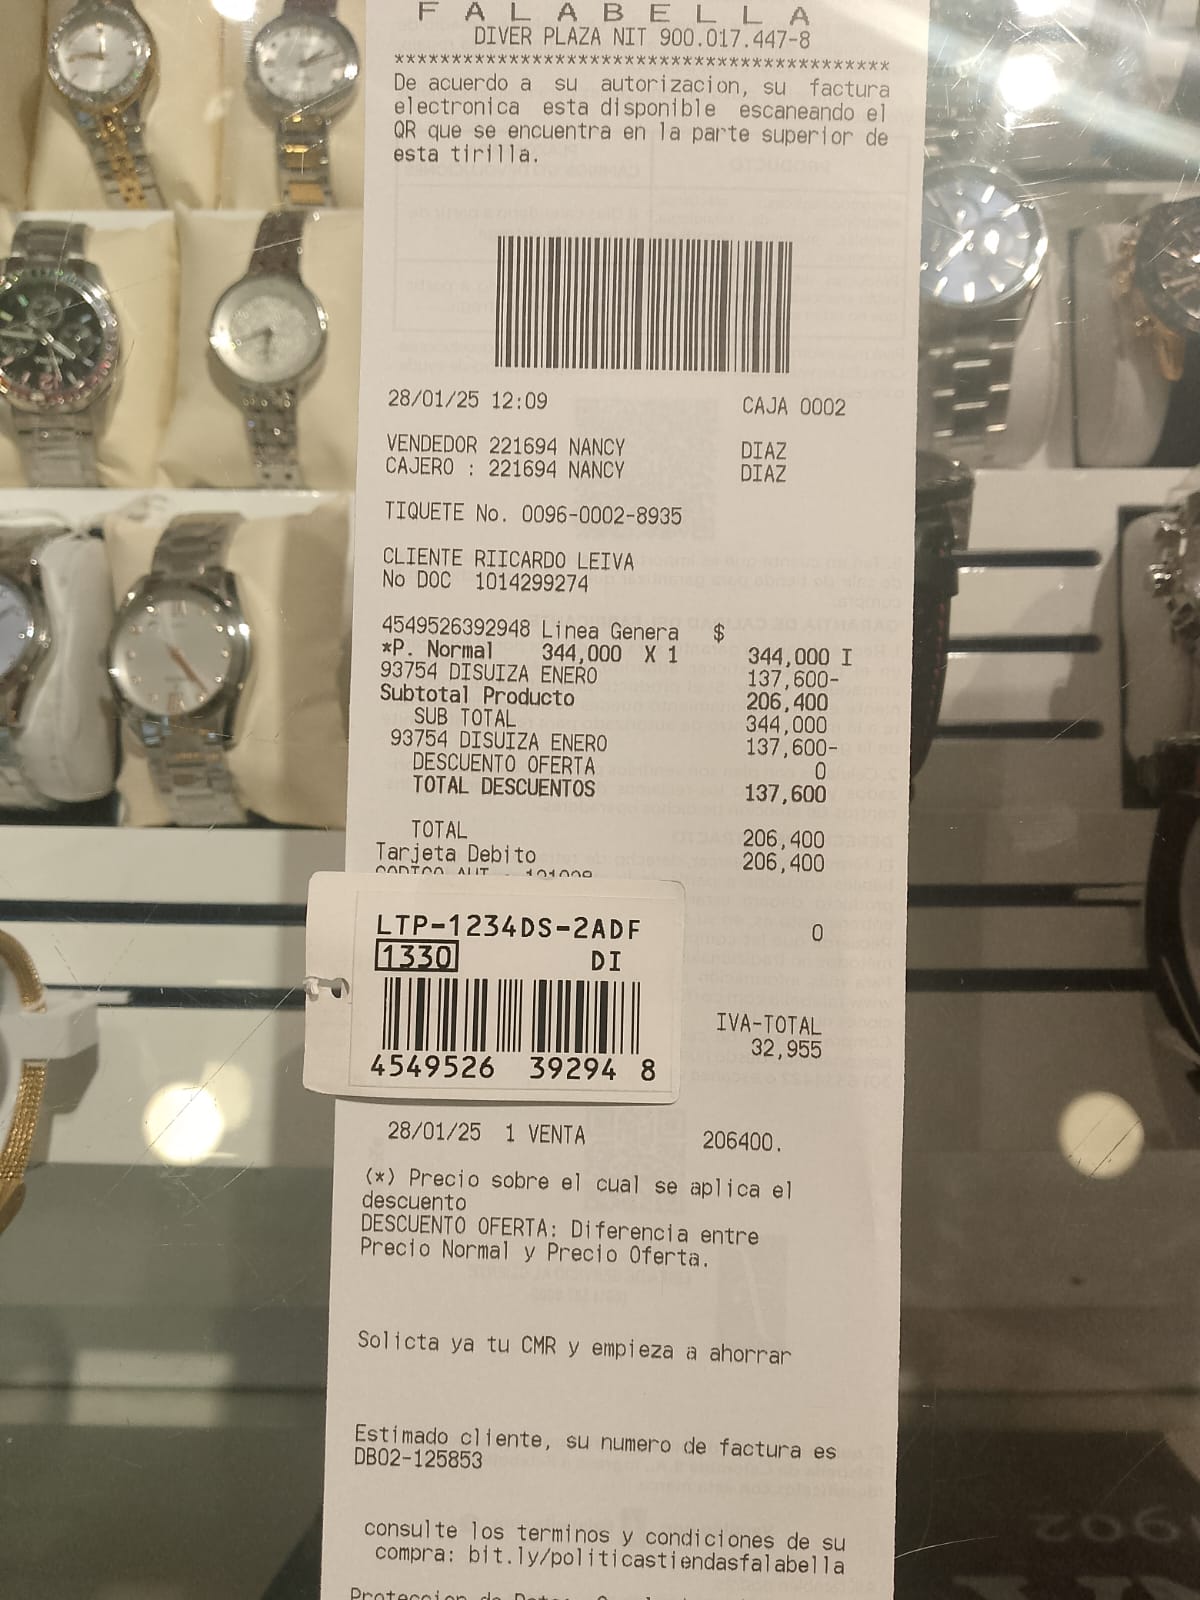 FALABELLA
DIVER PLAZA NIT 900.017.447-8
******************************************
De acuerdo a su autorizacion, su factura
electronica esta disponible escaneando el
QR que se encuentra en la parte superior de
esta tirilla.
28/01/25 12:09 CAJA 0002
VENDEDOR 221694 NANCY DIAZ
CAJERO : 221694 NANCY DIAZ
TIQUETE No. 0096-0002-8935
CLIENTE RIICARDO LEIVA
No DOC 1014299274
4549526392948 Linea Genera $
*P. Normal 344,000 X 1 344,000 I
93754 DISUIZA ENERO 137,600-
Subtotal Producto 206,400
SUB TOTAL 344,000
93754 DISUIZA ENERO 137,600-
DESCUENTO OFERTA 0
TOTAL DESCUENTOS 137,600
TOTAL 206,400
Tarjeta Debito 206,400
0
LTP-1234DS-2ADF
1330 DI
4549526 39294 8
IVA-TOTAL
32,955
28/01/25 1 VENTA 206400.
(*) Precio sobre el cual se aplica el
descuento
DESCUENTO OFERTA: Diferencia entre
Precio Normal y Precio Oferta.
Solicta ya tu CMR y empieza a ahorrar
Estimado cliente, su numero de factura es
DB02-125853
consulte los terminos y condiciones de su
compra: bit.ly/politicastiendasfalabella